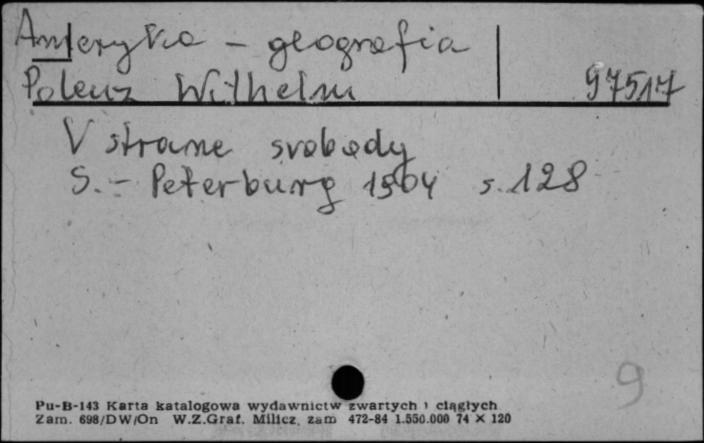 Ameryka - geografia
Polenz Wilhelm 97517
V strane svobody
S. - Peterburg 1904 s. 128
9
Pu-B-143 Karta katalogowa wydawnictw zwartych i ciągłych
Zam. 698/DW/On W.Z.Graf. Milicz, zam 472-84 1.550.000 74 × 120